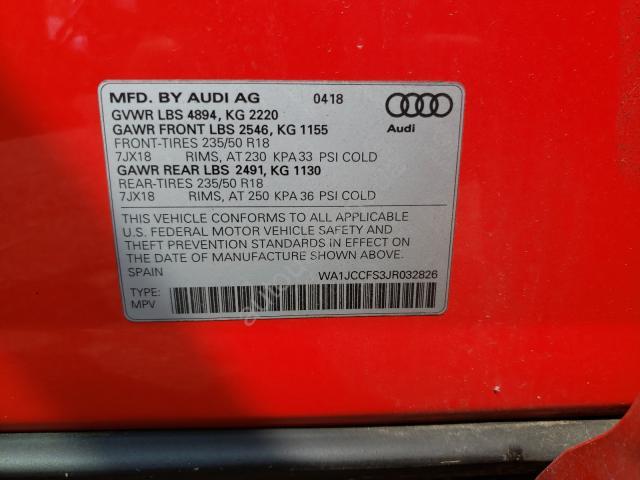 MFD. BY AUDI AG 0418
GVWR LBS 4894, KG 2220
GAWR FRONT LBS 2546, KG 1155
FRONT-TIRES 235/50 R18
7JX18 RIMS, AT 230 KPA 33 PSI COLD
GAWR REAR LBS 2491, KG 1130
REAR-TIRES 235/50 R18
7JX18 RIMS, AT 250 KPA 36 PSI COLD
Audi
THIS VEHICLE CONFORMS TO ALL APPLICABLE
U.S. FEDERAL MOTOR VEHICLE SAFETY AND
THEFT PREVENTION STANDARDS IN EFFECT ON
THE DATE OF MANUFACTURE SHOWN ABOVE.
SPAIN WA1JCCFS3JR032826
TYPE:
MPV